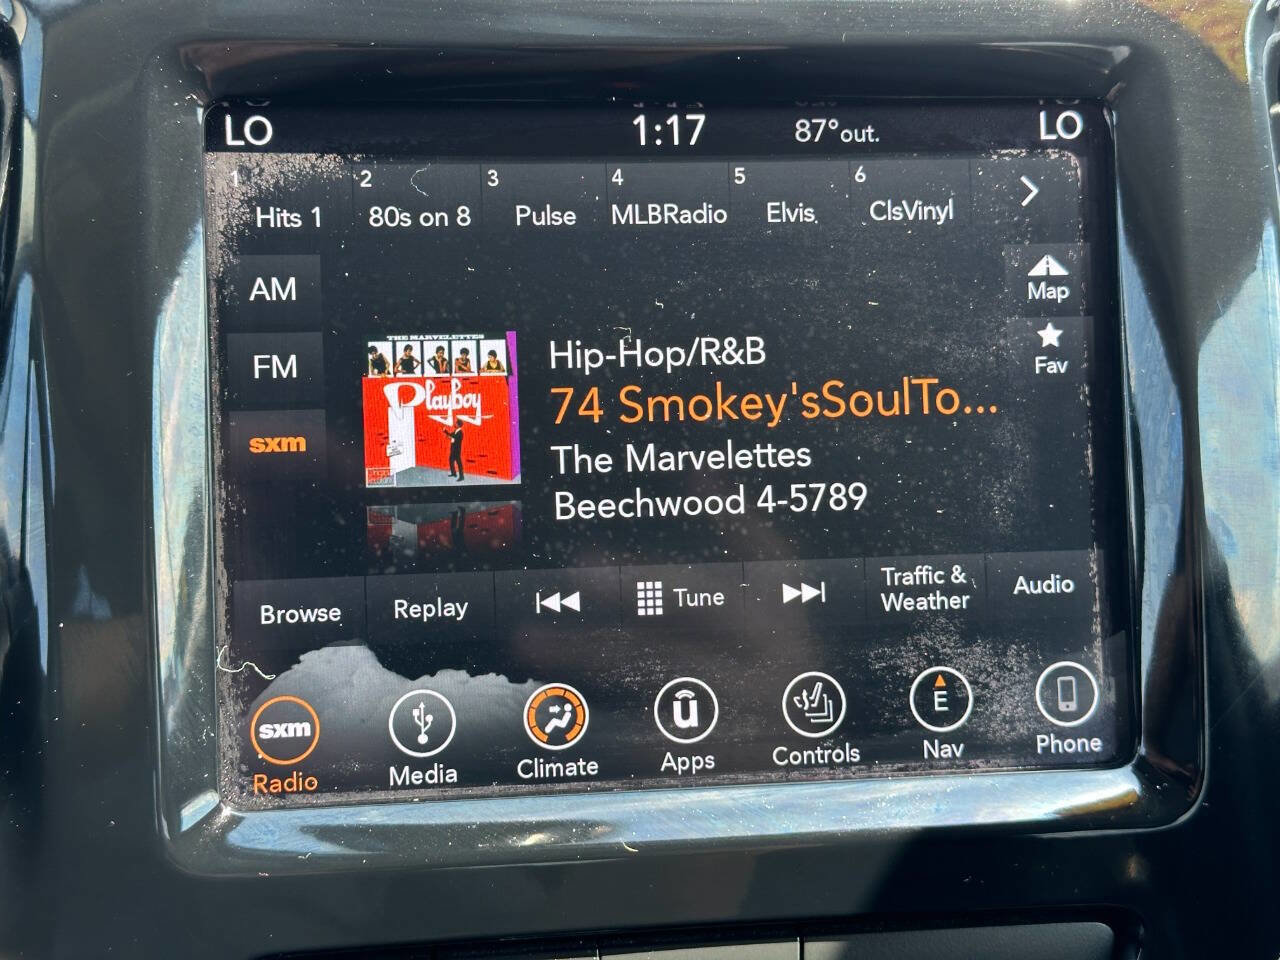 LO 1:17 87° out. LO
1 2 3 4 5 6
Hits 1 80s on 8 Pulse MLBRadio Elvis ClsVinyl
AM
Map
FM
Fav
sxm
THE MARVELETTES
Playboy
Hip-Hop/R&B
74 Smokey'sSoulTo...
The Marvelettes
Beechwood 4-5789
Browse Replay Tune Traffic & Weather Audio
sxm û E
Radio Media Climate Apps Controls Nav Phone